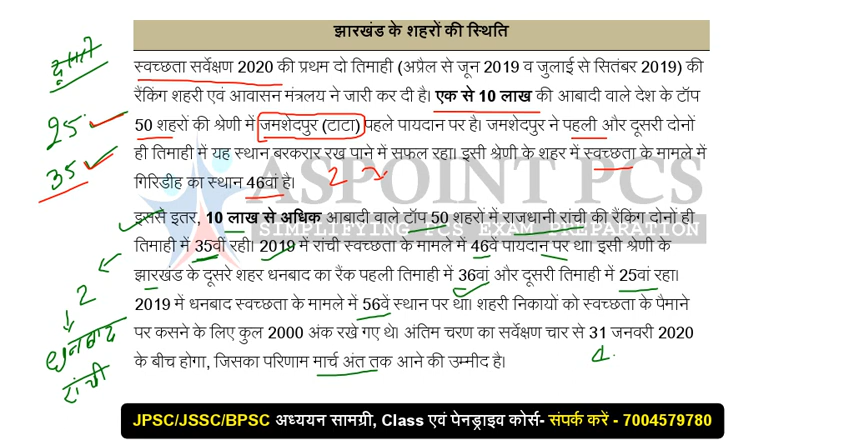 झारखंड के शहरों की स्थिति
स्वच्छता सर्वेक्षण 2020 की प्रथम दो तिमाही (अप्रैल से जून 2019 व जुलाई से सितंबर 2019) की
रैंकिंग शहरी एवं आवासन मंत्रलय ने जारी कर दी है। एक से 10 लाख की आबादी वाले देश के टॉप
50 शहरों की श्रेणी में जमशेदपुर (टाटा) पहले पायदान पर है। जमशेदपुर ने पहली और दूसरी दोनों
ही तिमाही में यह स्थान बरकरार रख पाने में सफल रहा। इसी श्रेणी के शहर में स्वच्छता के मामले में
गिरिडीह का स्थान 46वां है।
इससे इतर, 10 लाख से अधिक आबादी वाले टॉप 50 शहरों में राजधानी रांची की रैंकिंग दोनों ही
तिमाही में 35वीं रही। 2019 में रांची स्वच्छता के मामले में 46वें पायदान पर था। इसी श्रेणी के
झारखंड के दूसरे शहर धनबाद का रैंक पहली तिमाही में 36वां और दूसरी तिमाही में 25वां रहा।
2019 में धनबाद स्वच्छता के मामले में 56वें स्थान पर था। शहरी निकायों को स्वच्छता के पैमाने
पर कसने के लिए कुल 2000 अंक रखे गए थे। अंतिम चरण का सर्वेक्षण चार से 31 जनवरी 2020
के बीच होगा, जिसका परिणाम मार्च अंत तक आने की उम्मीद है।
25
35
2
2
धनबाद
रांची
4
ASPOINT PCS
SIMPLIFYING PCS EXAM PREPARATION
JPSC/JSSC/BPSC अध्ययन सामग्री, Class एवं पेनड्राइव कोर्स- संपर्क करें - 7004579780